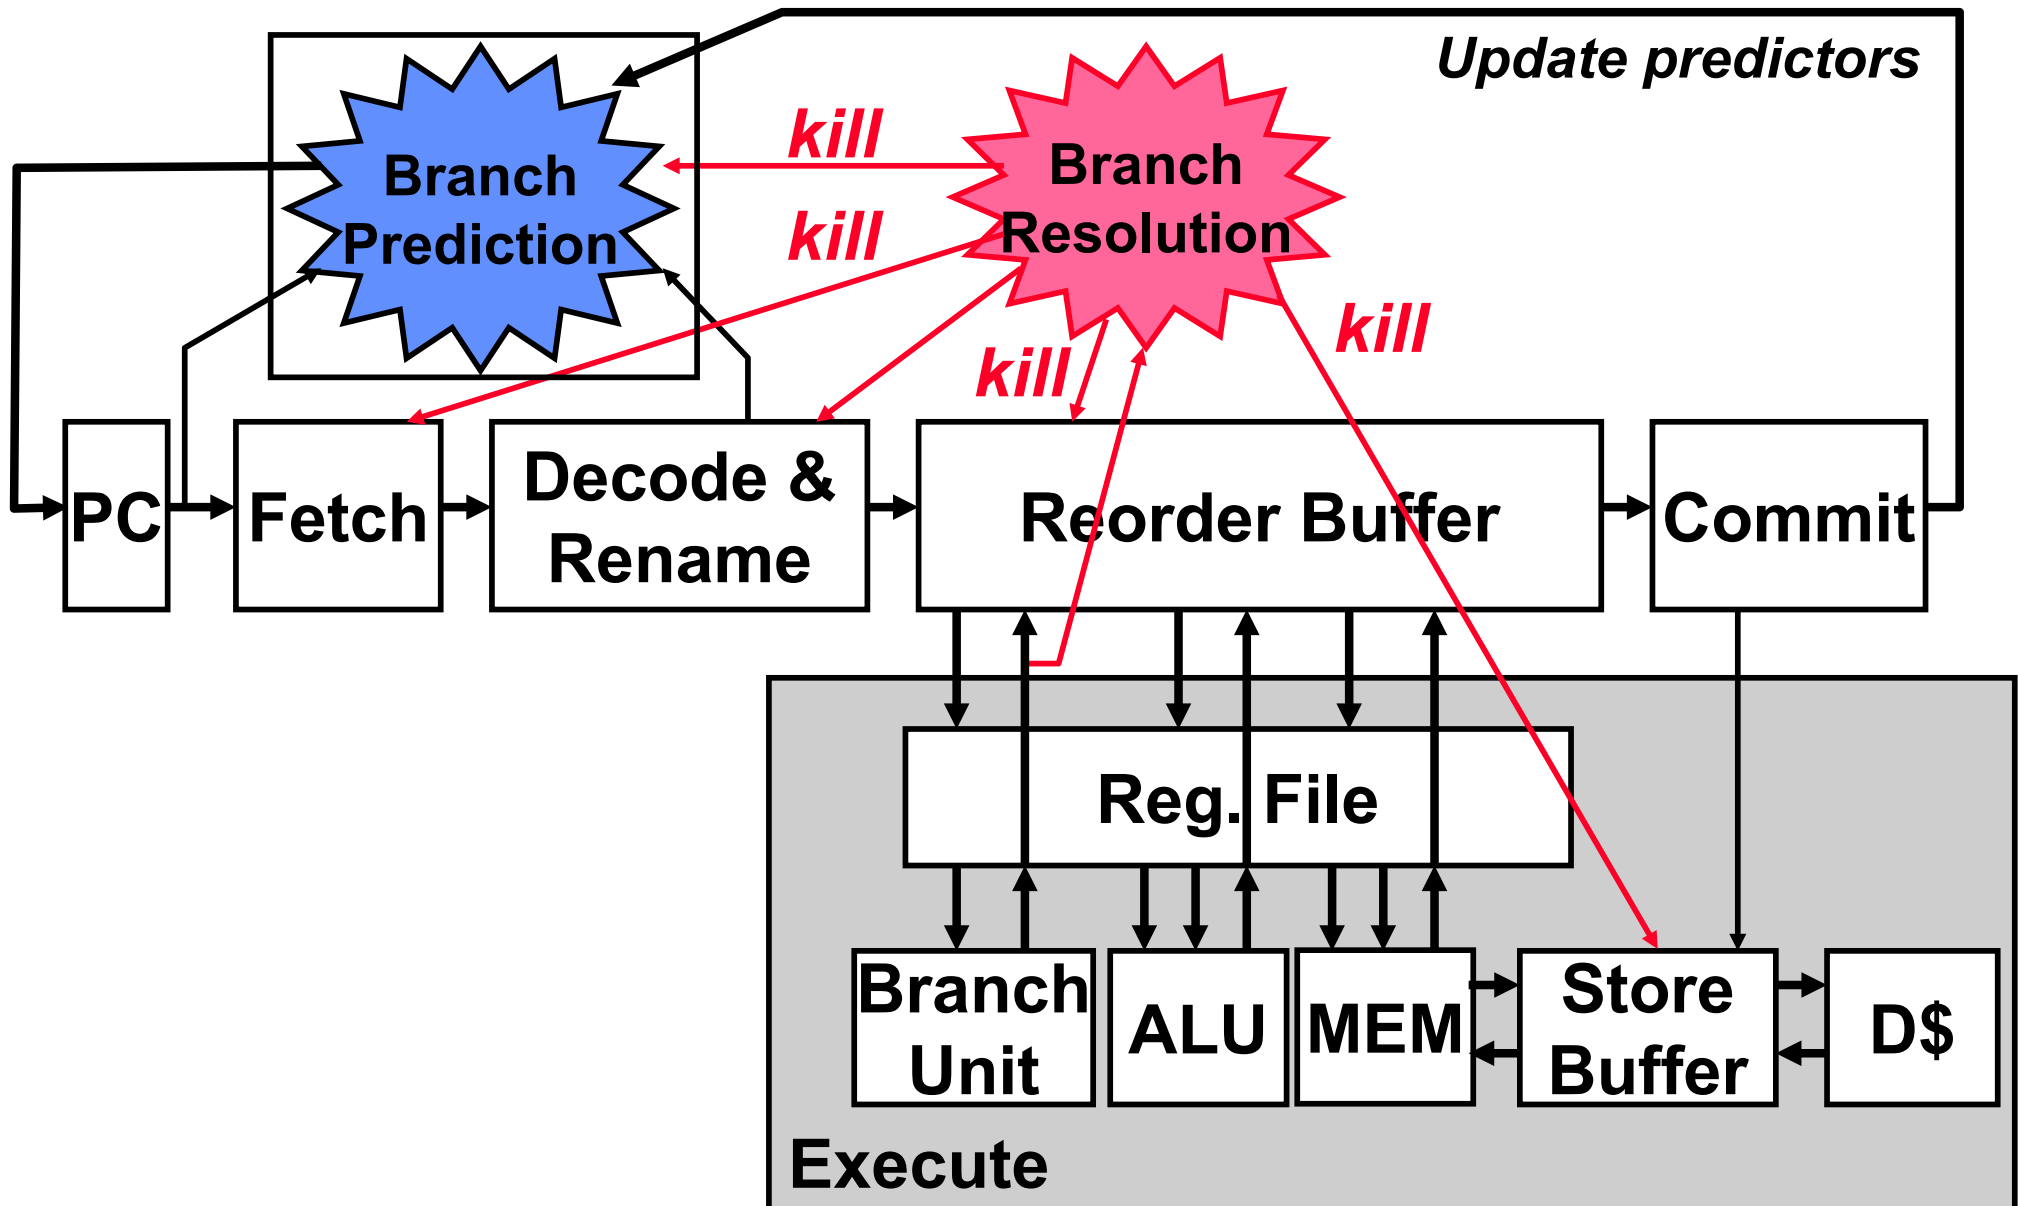 Update predictors
kill
Branch
Prediction
Branch
Resolution
kill
kill
kill
PC
Fetch
Decode &
Rename
Reorder Buffer
Commit
Reg. File
Branch
Unit
ALU
MEM
Store
Buffer
D$
Execute